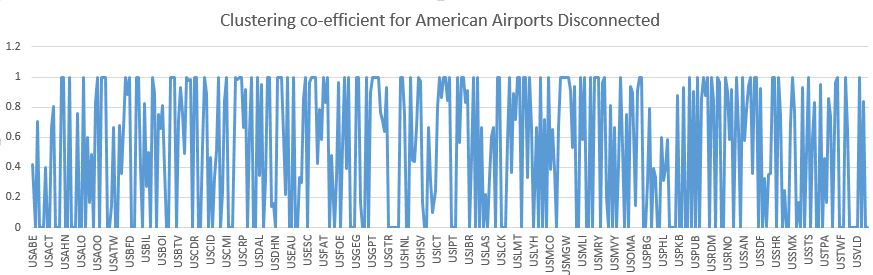 Clustering co-efficient for American Airports Disconnected
1.2
1
0.8
0.6
0.4
0.2
0
USABE
USACT
USAHN
USALO
USAOO
USATW
USBFD
USBIL
USBOI
USBTV
USCDR
USCID
USCMI
USCRP
USDAL
USDHN
USEAU
USESC
USFAT
USFOE
USGEG
USGPT
USGTR
USHNL
USHSV
USICT
USIPT
USJBR
USLAS
USLCK
USLMT
USLYH
USMCO
USMGW
USMLI
USMRY
USMVY
USOMA
USPBG
USPHL
USPKB
USPUB
USRDM
USRNO
USSAN
USSDF
USSHR
USSMX
USSTS
USTPA
USTWF
USVLD